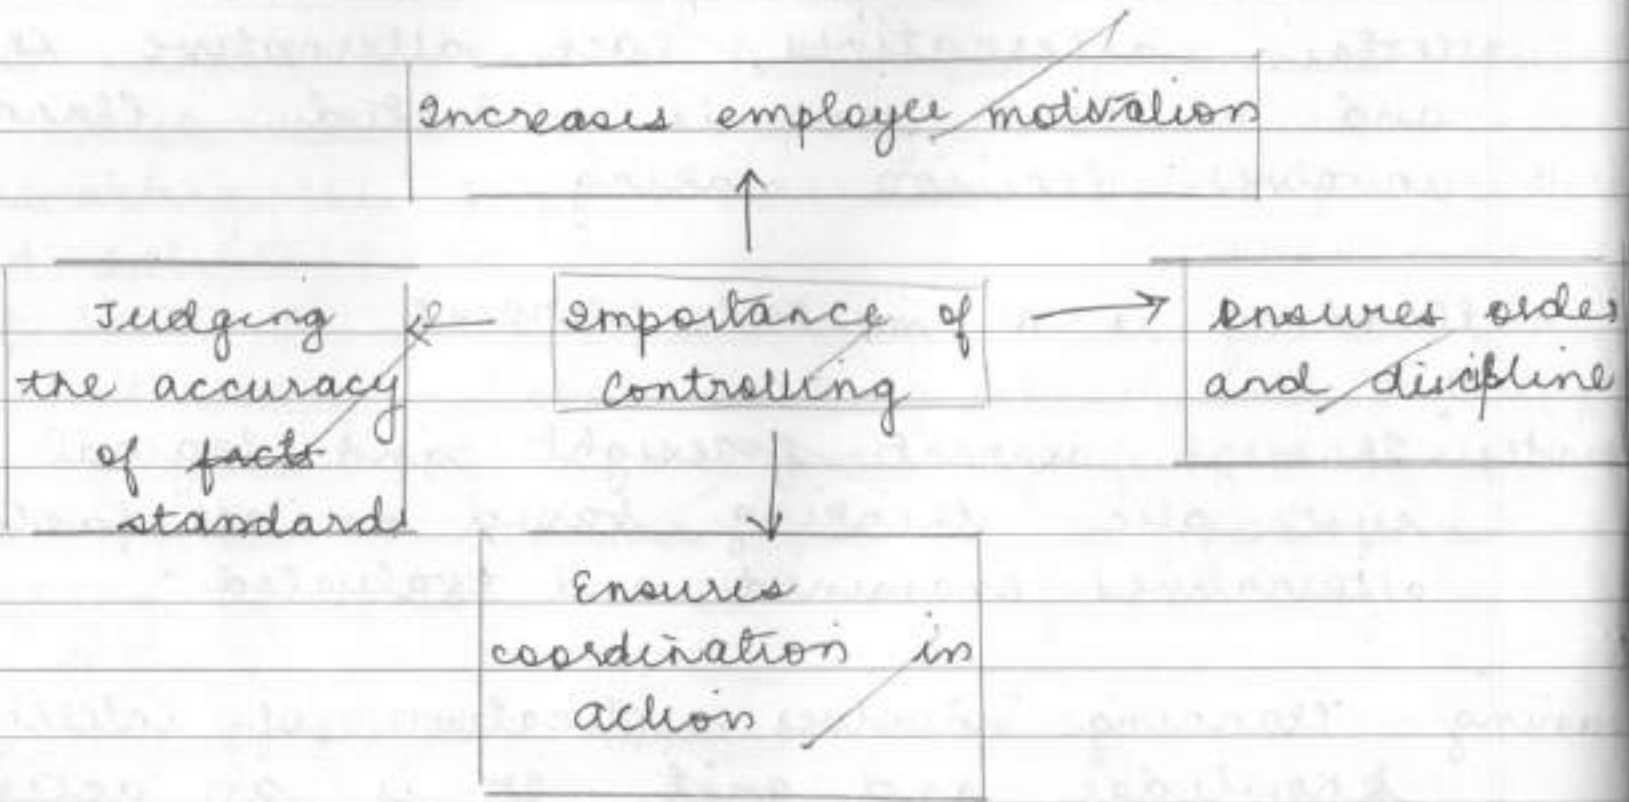 Increases employee motivation
Judging
the accuracy
of facts
standards
Importance of
controlling
Ensures order
and discipline
Ensures
coordination in
action